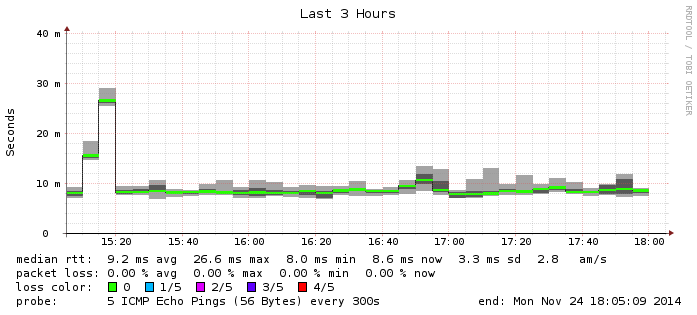 Last 3 Hours
RRDTOOL / TOBI OETIKER
Seconds
40 m
30 m
20 m
10 m
0
15:20 15:40 16:00 16:20 16:40 17:00 17:20 17:40 18:00
median rtt: 9.2 ms avg 26.6 ms max 8.0 ms min 8.6 ms now 3.3 ms sd 2.8 am/s
packet loss: 0.00 % avg 0.00 % max 0.00 % min 0.00 % now
loss color: 0 1/5 2/5 3/5 4/5
probe: 5 ICMP Echo Pings (56 Bytes) every 300s end: Mon Nov 24 18:05:09 2014